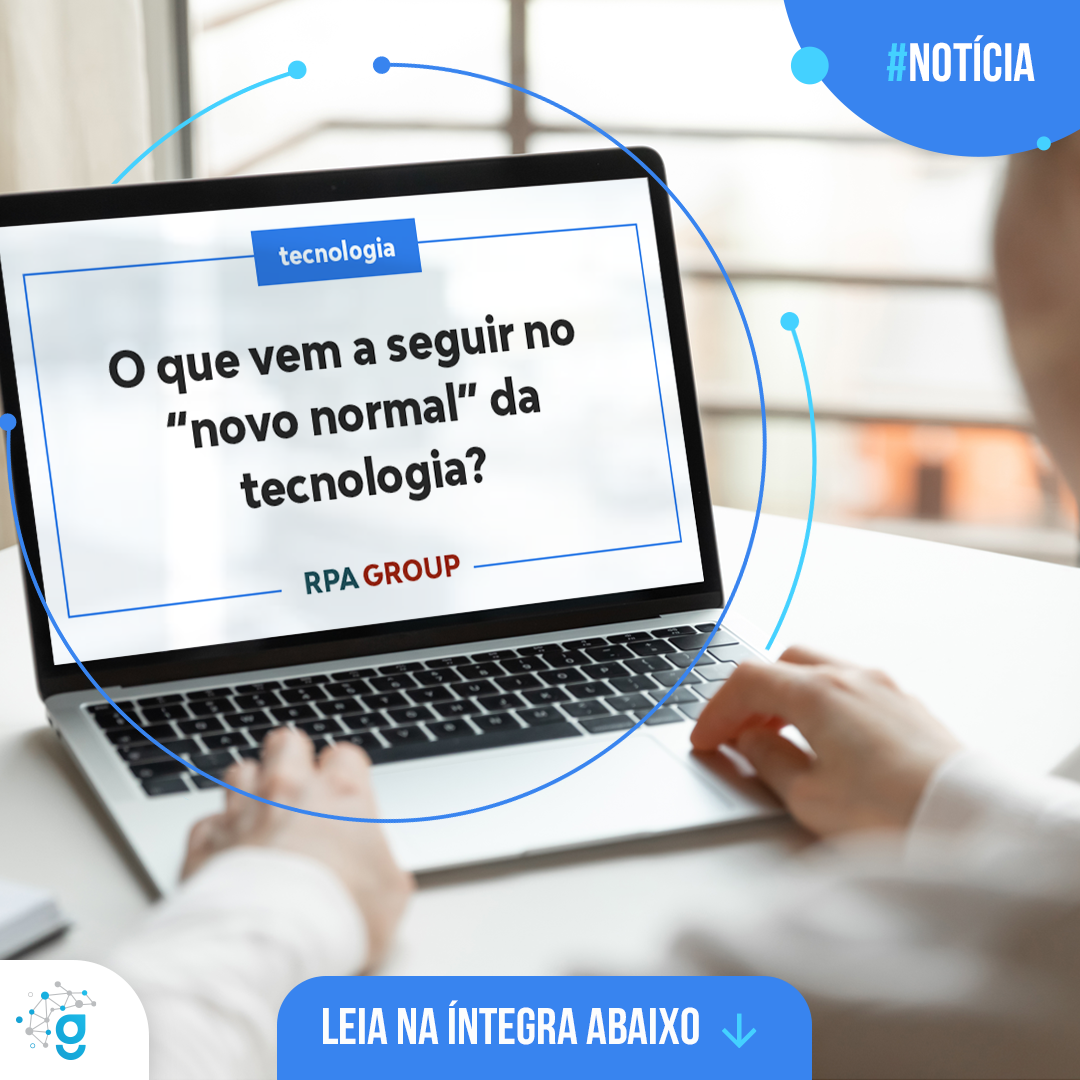 #NOTÍCIA
tecnologia
O que vem a seguir no
“novo normal” da
tecnologia?
RPA GROUP
LEIA NA ÍNTEGRA ABAIXO
g